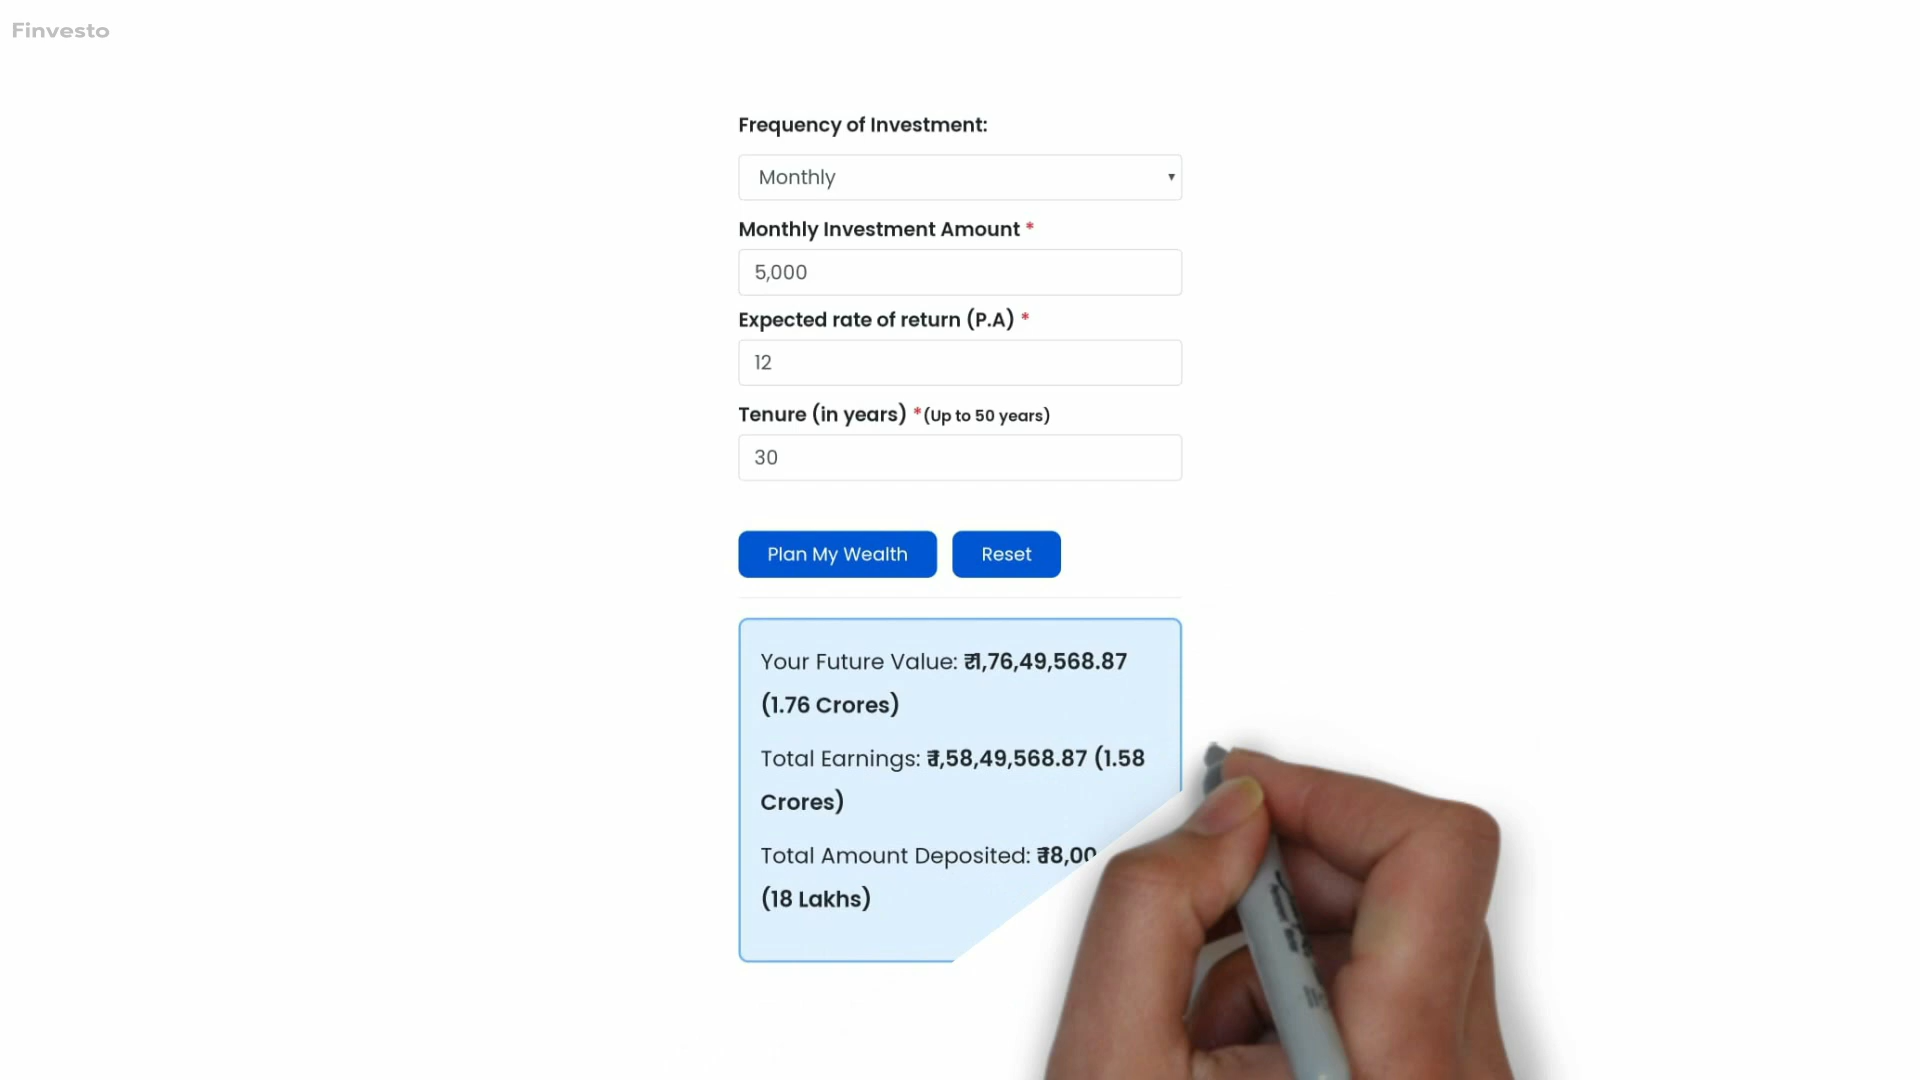 Finvesto
Frequency of Investment:
Monthly
Monthly Investment Amount *
5,000
Expected rate of return (P.A) *
12
Tenure (in years) *(Up to 50 years)
30
Plan My Wealth Reset
Your Future Value: ₹1,76,49,568.87
(1.76 Crores)
Total Earnings: ₹1,58,49,568.87 (1.58
Crores)
Total Amount Deposited: ₹18,00
(18 Lakhs)